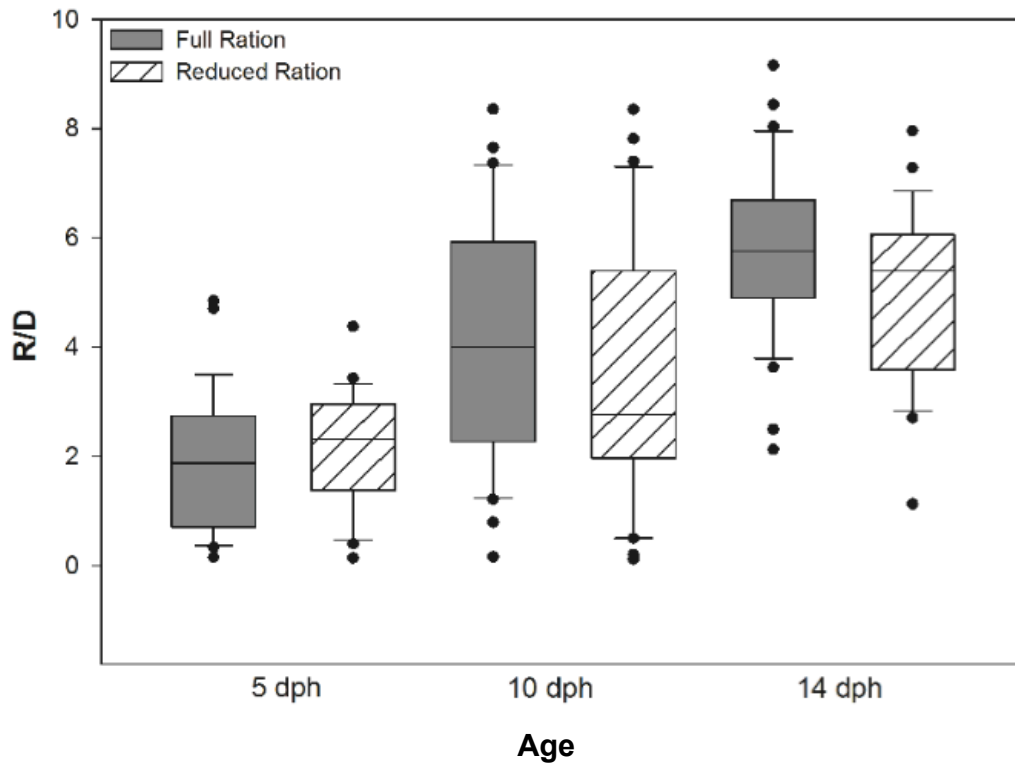 10
Full Ration
Reduced Ration
8
6
4
2
0
R/D
5 dph 10 dph 14 dph
Age